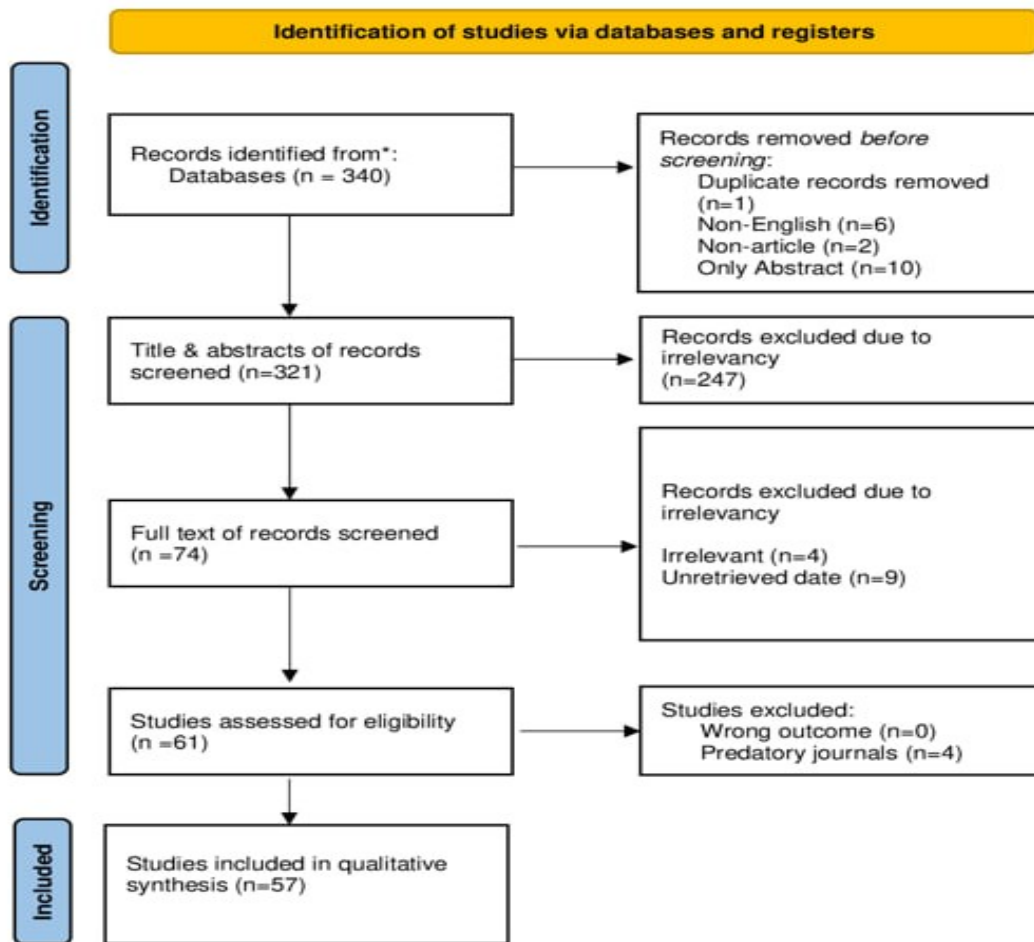 Identification of studies via databases and registers
Identification
Records identified from*:
Databases (n = 340)
Records removed before
screening:
Duplicate records removed
(n=1)
Non-English (n=6)
Non-article (n=2)
Only Abstract (n=10)
Screening
Title & abstracts of records
screened (n=321)
Records excluded due to
irrelevancy
(n=247)
Full text of records screened
(n =74)
Records excluded due to
irrelevancy
Irrelevant (n=4)
Unretrieved date (n=9)
Studies assessed for eligibility
(n =61)
Studies excluded:
Wrong outcome (n=0)
Predatory journals (n=4)
Included
Studies included in qualitative
synthesis (n=57)